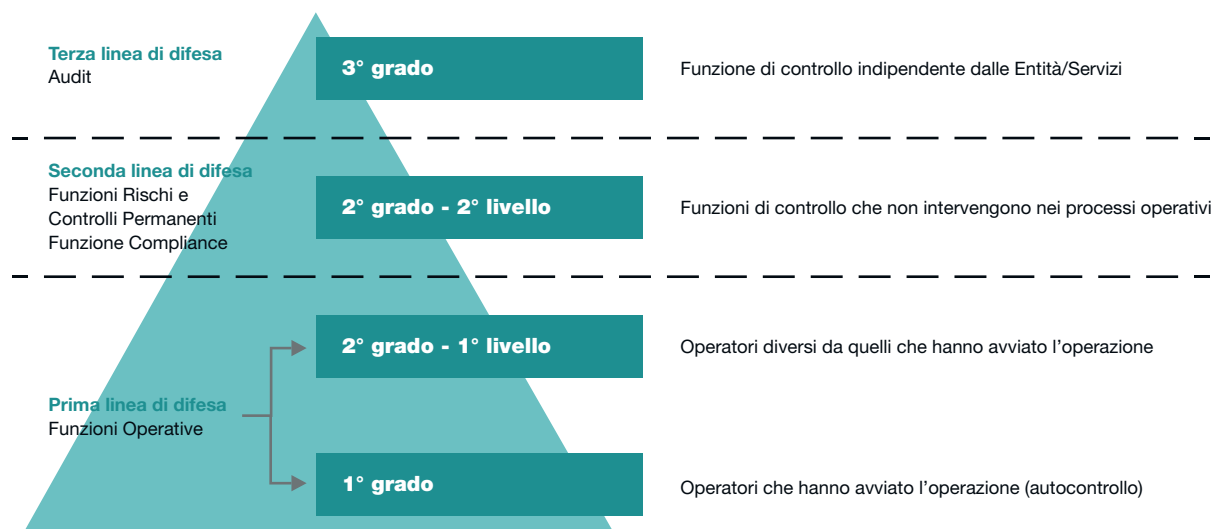 Terza linea di difesa
Audit
3° grado
Funzione di controllo indipendente dalle Entità/Servizi
Seconda linea di difesa
Funzioni Rischi e
Controlli Permanenti
Funzione Compliance
2° grado - 2° livello
Funzioni di controllo che non intervengono nei processi operativi
Prima linea di difesa
Funzioni Operative
2° grado - 1° livello
Operatori diversi da quelli che hanno avviato l’operazione
1° grado
Operatori che hanno avviato l’operazione (autocontrollo)